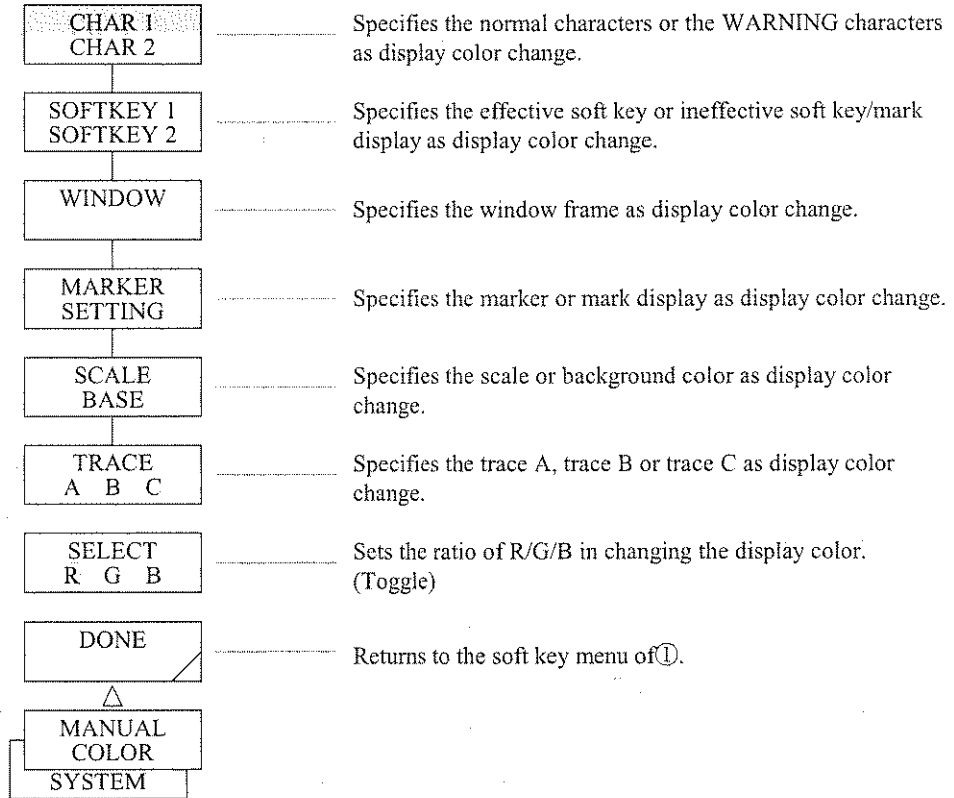 CHAR 1
CHAR 2
Specifies the normal characters or the WARNING characters
as display color change.
SOFTKEY 1
SOFTKEY 2
Specifies the effective soft key or ineffective soft key/mark
display as display color change.
WINDOW
Specifies the window frame as display color change.
MARKER
SETTING
Specifies the marker or mark display as display color change.
SCALE
BASE
Specifies the scale or background color as display color
change.
TRACE
A B C
Specifies the trace A, trace B or trace C as display color
change.
SELECT
R G B
Sets the ratio of R/G/B in changing the display color.
(Toggle)
DONE
Returns to the soft key menu of①.
MANUAL
COLOR
SYSTEM